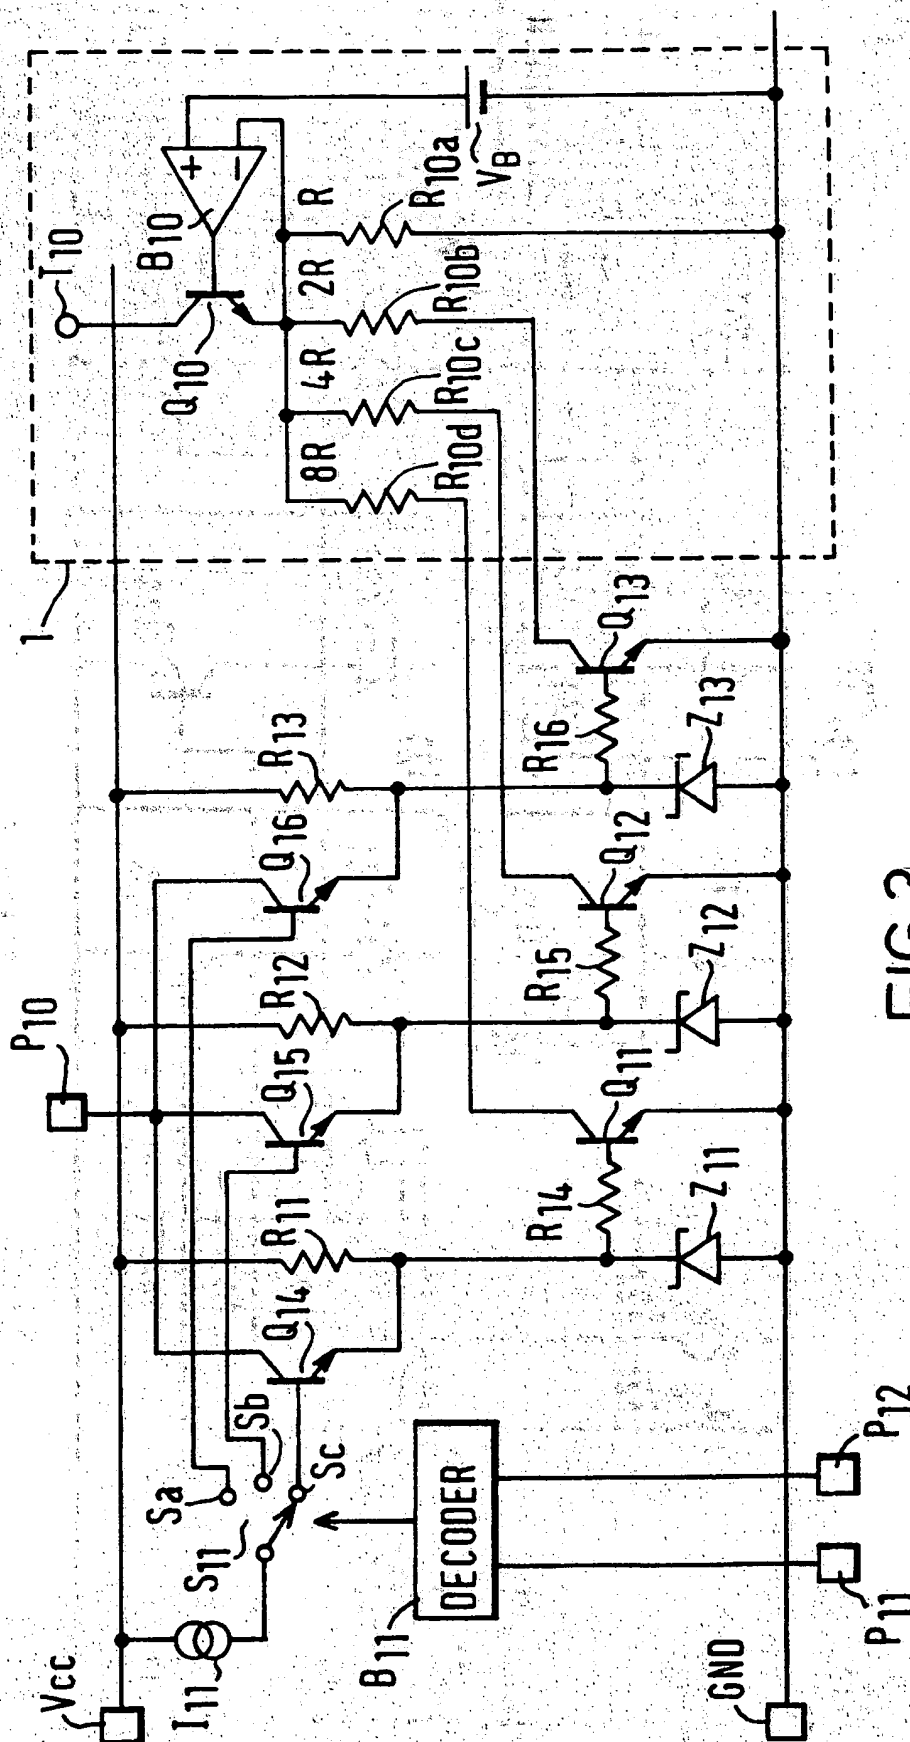 Vcc
P10
T10
1
I11
S11
Sa
Sb
Sc
Q14
R11
Q15
R12
Q16
R13
Q10
B10
8R
4R
2R
R
R10d
R10c
R10b
R10a
VB
+
−
B11
DECODER
R14
Q11
R15
Q12
R16
Q13
Z11
Z12
Z13
GND
P11
P12
FIG